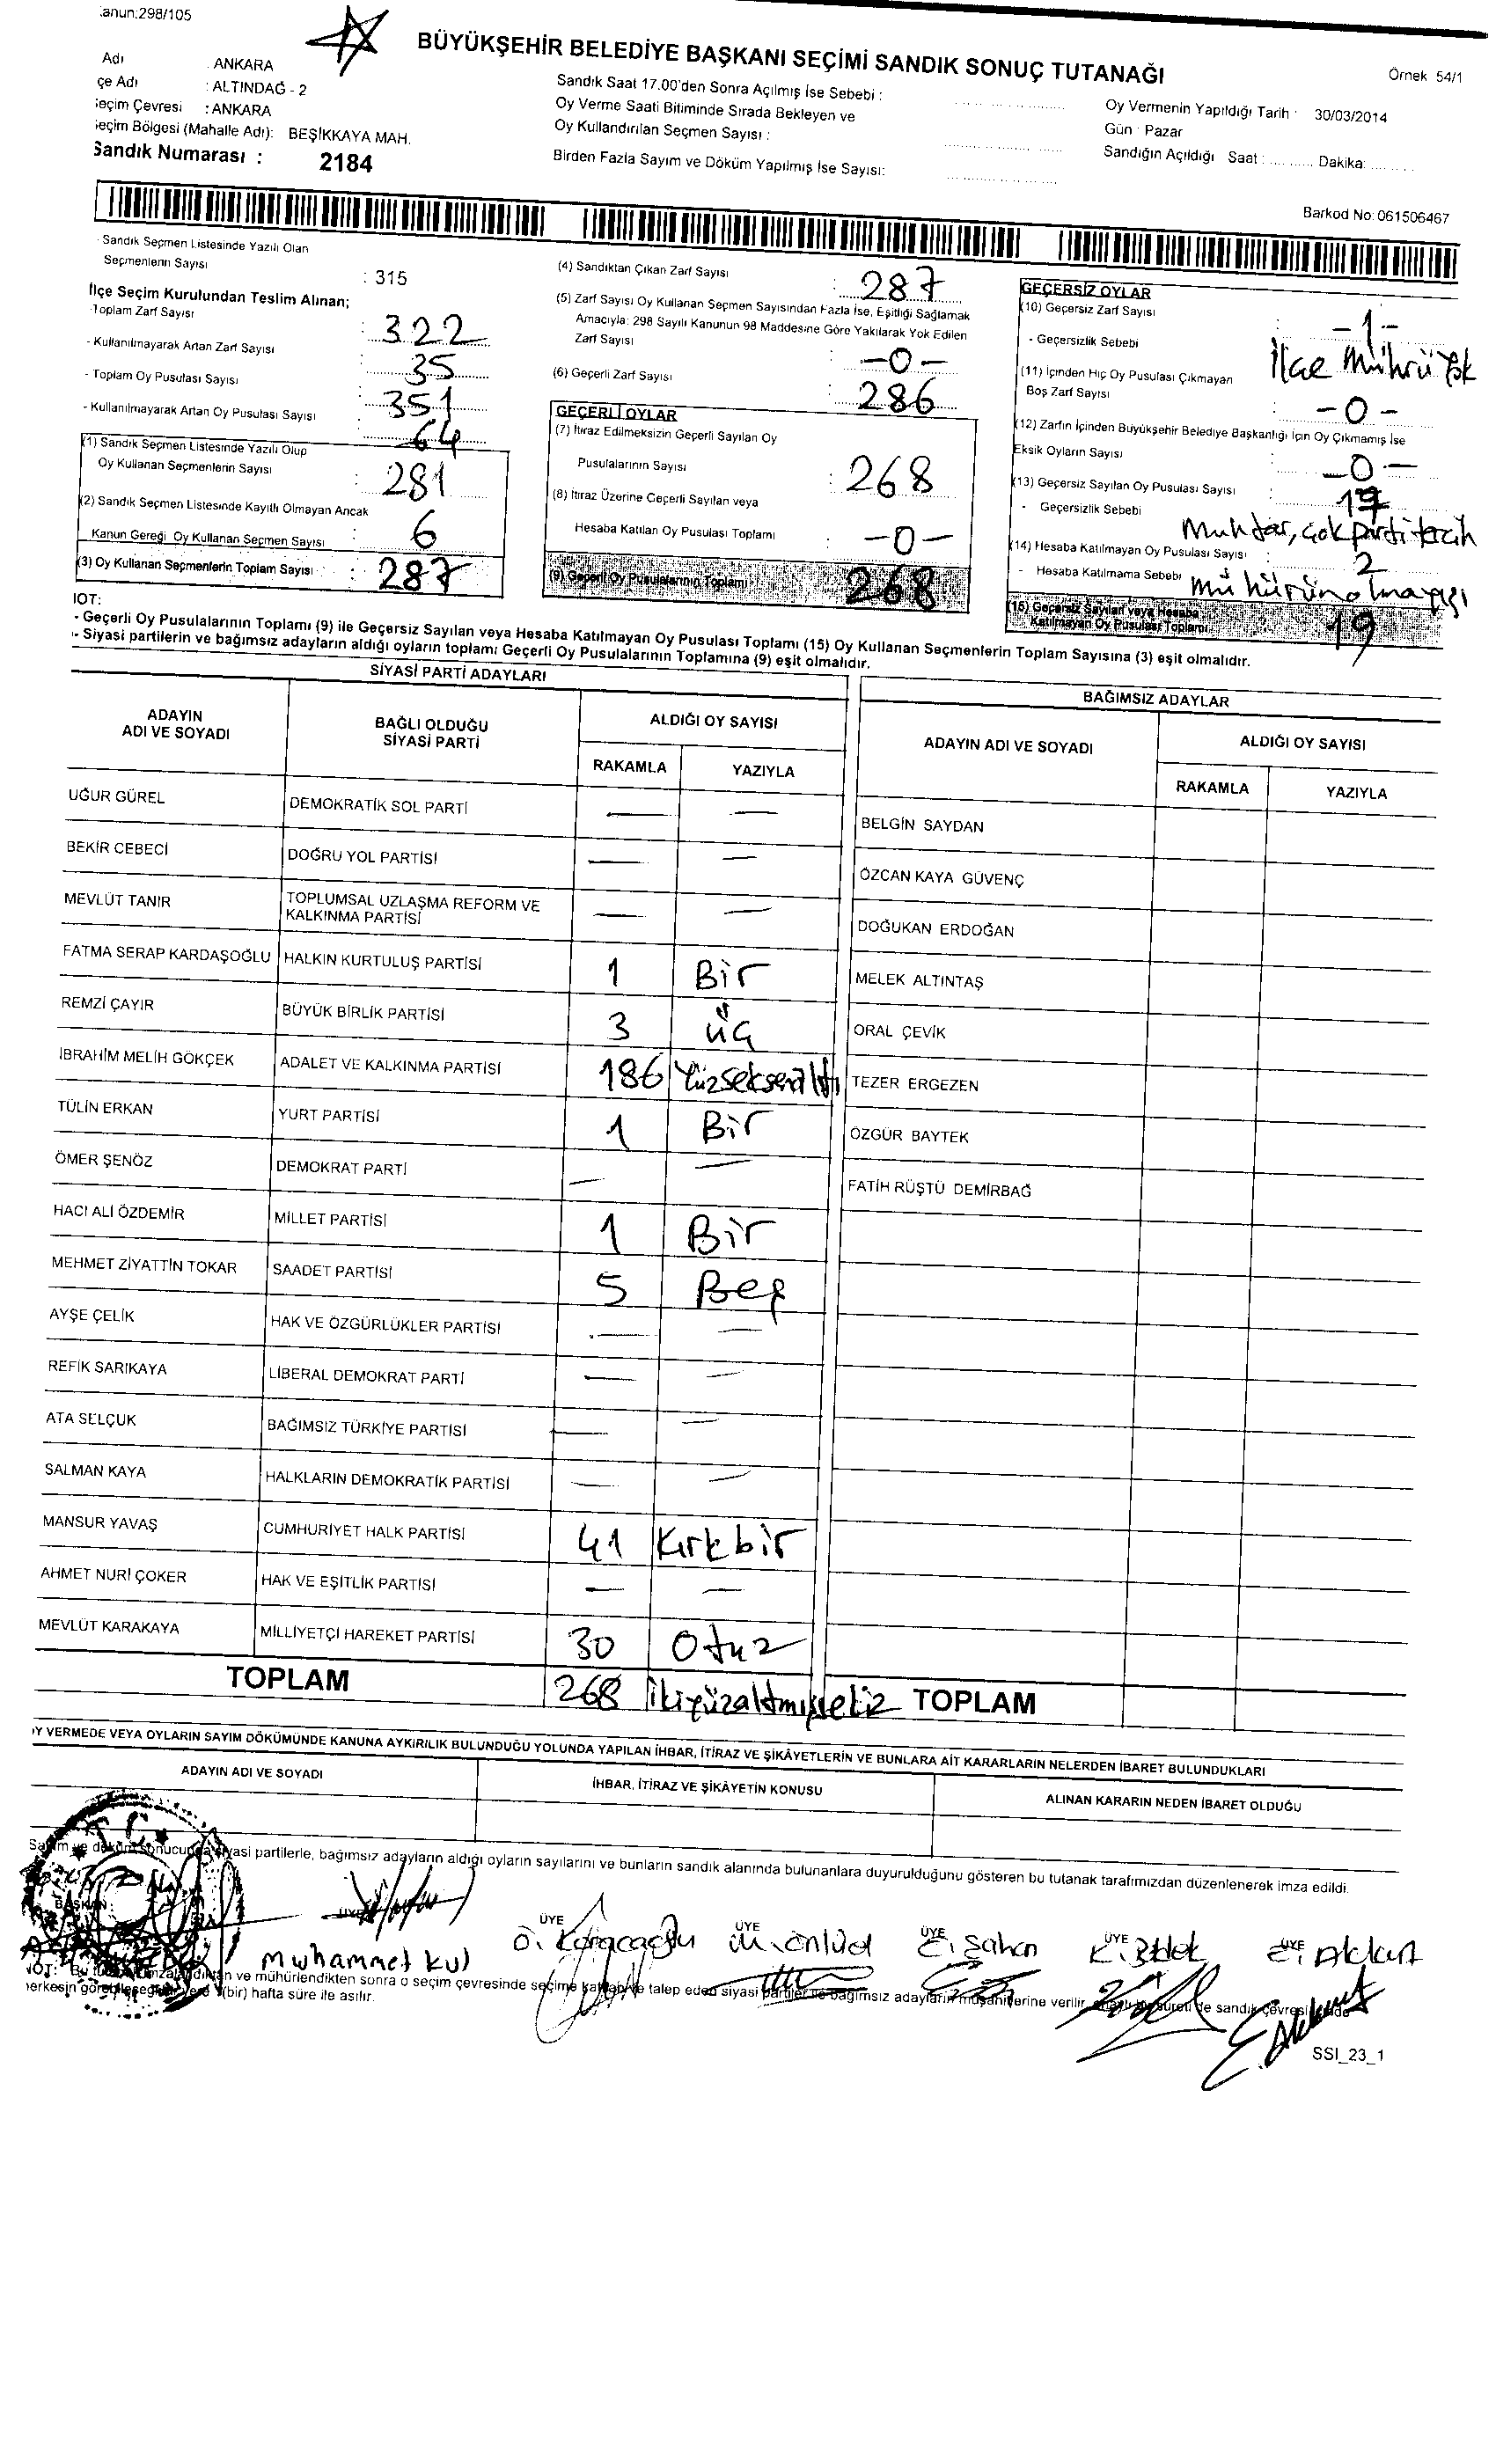 anun:298/105
BÜYÜKŞEHİR BELEDİYE BAŞKANI SEÇİMİ SANDIK SONUÇ TUTANAĞI
Örnek 54/1
Adı : ANKARA
çe Adı : ALTINDAĞ - 2
eçim Çevresi : ANKARA
eçim Bölgesi (Mahalle Adı): BEŞİKKAYA MAH.
Sandık Numarası : 2184
Sandık Saat 17.00'den Sonra Açılmış İse Sebebi :
Oy Verme Saati Bitiminde Sırada Bekleyen ve
Oy Kullandırılan Seçmen Sayısı :
Birden Fazla Sayım ve Döküm Yapılmış İse Sayısı:
Oy Vermenin Yapıldığı Tarih : 30/03/2014
Gün : Pazar
Sandığın Açıldığı Saat : .......... Dakika: ..........
Barkod No: 061506467
- Sandık Seçmen Listesinde Yazılı Olan
Seçmenlerin Sayısı : 315
İlçe Seçim Kurulundan Teslim Alınan;
-Toplam Zarf Sayısı : 322
- Kullanılmayarak Artan Zarf Sayısı : 35
- Toplam Oy Pusulası Sayısı : 351
- Kullanılmayarak Artan Oy Pusulası Sayısı : 64
(1) Sandık Seçmen Listesinde Yazılı Olup
Oy Kullanan Seçmenlerin Sayısı : 281
(2) Sandık Seçmen Listesinde Kayıtlı Olmayan Ancak
Kanun Gereği Oy Kullanan Seçmen Sayısı : 6
(3) Oy Kullanan Seçmenlerin Toplam Sayısı : 287
(4) Sandıktan Çıkan Zarf Sayısı : 287
(5) Zarf Sayısı Oy Kullanan Seçmen Sayısından Fazla İse, Eşitliği Sağlamak
Amacıyla: 298 Sayılı Kanunun 98 Maddesine Göre Yakılarak Yok Edilen
Zarf Sayısı : -0-
(6) Geçerli Zarf Sayısı : 286
GEÇERLİ OYLAR
(7) İtiraz Edilmeksizin Geçerli Sayılan Oy
Pusulalarının Sayısı : 268
(8) İtiraz Üzerine Geçerli Sayılan veya
Hesaba Katılan Oy Pusulası Toplamı : -0-
(9) Geçerli Oy Pusulalarının Toplamı : 268
GEÇERSİZ OYLAR
(10) Geçersiz Zarf Sayısı : -1-
- Geçersizlik Sebebi İlçe Mührü Yok
(11) İçinden Hiç Oy Pusulası Çıkmayan
Boş Zarf Sayısı : -0-
(12) Zarfın İçinden Büyükşehir Belediye Başkanlığı İçin Oy Çıkmamış İse
Eksik Oyların Sayısı : -0-
(13) Geçersiz Sayılan Oy Pusulası Sayısı : 17
- Geçersizlik Sebebi Muhtar, çok parti tercih
(14) Hesaba Katılmayan Oy Pusulası Sayısı : 2
- Hesaba Katılmama Sebebi Mühürün olmayışı
(15) Geçersiz Sayılan veya Hesaba
Katılmayan Oy Pusulası Toplamı : 19
NOT:
- Geçerli Oy Pusulalarının Toplamı (9) ile Geçersiz Sayılan veya Hesaba Katılmayan Oy Pusulası Toplamı (15) Oy Kullanan Seçmenlerin Toplam Sayısına (3) eşit olmalıdır.
- Siyasi partilerin ve bağımsız adayların aldığı oyların toplamı Geçerli Oy Pusulalarının Toplamına (9) eşit olmalıdır.
SİYASİ PARTİ ADAYLARI
ADAYIN ADI VE SOYADI BAĞLI OLDUĞU SİYASİ PARTİ ALDIĞI OY SAYISI
RAKAMLA YAZIYLA
UĞUR GÜREL DEMOKRATİK SOL PARTİ — —
BEKİR CEBECİ DOĞRU YOL PARTİSİ — —
MEVLÜT TANIR TOPLUMSAL UZLAŞMA REFORM VE KALKINMA PARTİSİ — —
FATMA SERAP KARDAŞOĞLU HALKIN KURTULUŞ PARTİSİ 1 Bir
REMZİ ÇAYIR BÜYÜK BİRLİK PARTİSİ 3 üç
İBRAHİM MELİH GÖKÇEK ADALET VE KALKINMA PARTİSİ 186 Yüzseksenaltı
TÜLİN ERKAN YURT PARTİSİ 1 Bir
ÖMER ŞENÖZ DEMOKRAT PARTİ — —
HACI ALİ ÖZDEMİR MİLLET PARTİSİ 1 Bir
MEHMET ZİYATTİN TOKAR SAADET PARTİSİ 5 Beş
AYŞE ÇELİK HAK VE ÖZGÜRLÜKLER PARTİSİ — —
REFİK SARIKAYA LİBERAL DEMOKRAT PARTİ — —
ATA SELÇUK BAĞIMSIZ TÜRKİYE PARTİSİ — —
SALMAN KAYA HALKLARIN DEMOKRATİK PARTİSİ — —
MANSUR YAVAŞ CUMHURİYET HALK PARTİSİ 41 Kırkbir
AHMET NURİ ÇOKER HAK VE EŞİTLİK PARTİSİ — —
MEVLÜT KARAKAYA MİLLİYETÇİ HAREKET PARTİSİ 30 Otuz
TOPLAM 268 İkiyüzaltmışsekiz
BAĞIMSIZ ADAYLAR
ADAYIN ADI VE SOYADI ALDIĞI OY SAYISI
RAKAMLA YAZIYLA
BELGİN SAYDAN
ÖZCAN KAYA GÜVENÇ
DOĞUKAN ERDOĞAN
MELEK ALTINTAŞ
ORAL ÇEVİK
TEZER ERGEZEN
ÖZGÜR BAYTEK
FATİH RÜŞTÜ DEMİRBAĞ
TOPLAM
OY VERMEDE VEYA OYLARIN SAYIM DÖKÜMÜNDE KANUNA AYKIRILIK BULUNDUĞU YOLUNDA YAPILAN İHBAR, İTİRAZ VE ŞİKÂYETLERİN VE BUNLARA AİT KARARLARIN NELERDEN İBARET BULUNDUKLARI
ADAYIN ADI VE SOYADI İHBAR, İTİRAZ VE ŞİKÂYETİN KONUSU ALINAN KARARIN NEDEN İBARET OLDUĞU
T.C.
Sayım ve döküm sonucunda siyasi partilerle, bağımsız adayların aldığı oyların sayılarını ve bunların sandık alanında bulunanlara duyurulduğunu gösteren bu tutanak tarafımızdan düzenlenerek imza edildi.
BAŞKAN ÜYE ÜYE ÜYE ÜYE ÜYE ÜYE
Muhammet Kul Ö. Karacaoğlu E. Şahan
NOT: Bu tutanak imzalandıktan ve mühürlendikten sonra o seçim çevresinde seçime katılan ve talep eden siyasi partiler ve bağımsız adayların müşahitlerine verilir,
herkesin görebileceği yere (bir) hafta süre ile asılır.
SSI_23_1